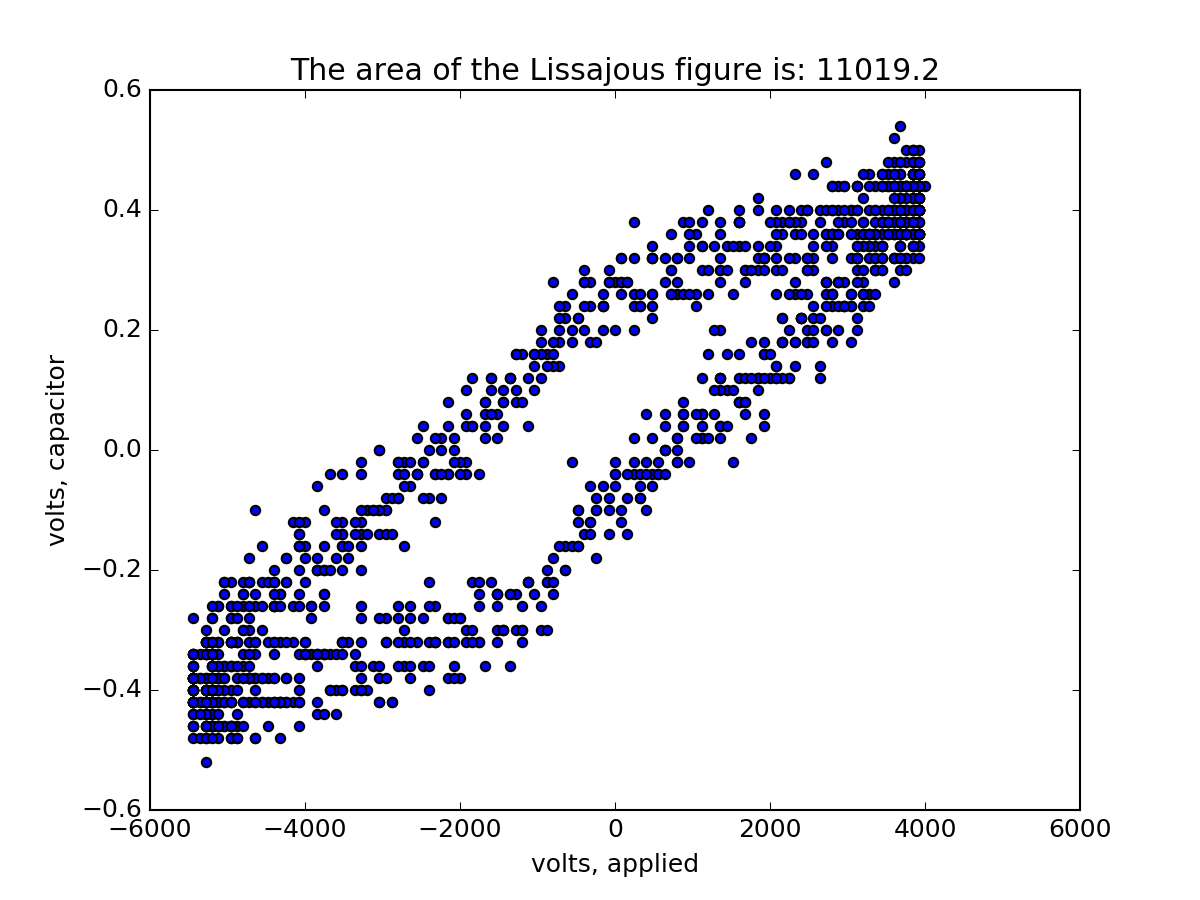 The area of the Lissajous figure is: 11019.2
0.6
0.4
0.2
0.0
−0.2
−0.4
−0.6
volts, capacitor
−6000 −4000 −2000 0 2000 4000 6000
volts, applied